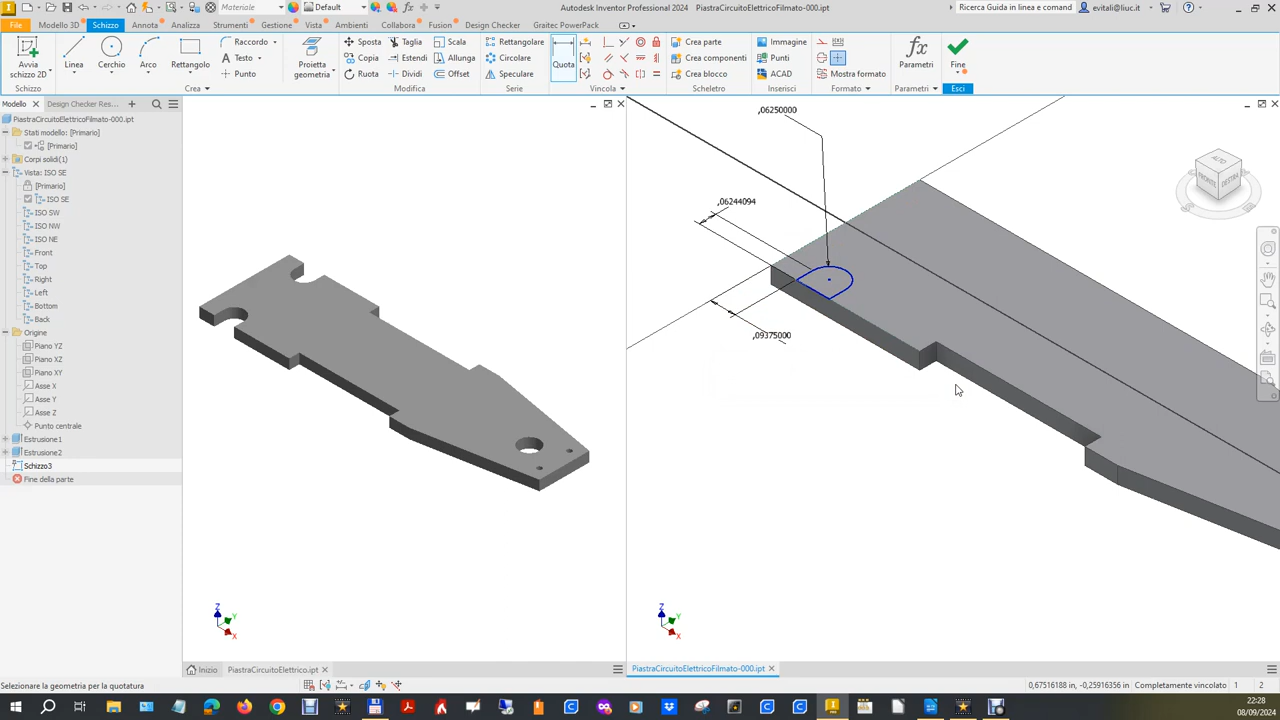 Materiale
Default
Autodesk Inventor Professional 2024 PiastraCircuitoElettricoFilmato-000.ipt
Ricerca Guida in linea e comand
evitali@liuc.it
File
Modello 3D
Schizzo
Annota
Analizza
Strumenti
Gestione
Vista
Ambienti
Collabora
Fusion
Design Checker
Graitec PowerPack
Avvia
schizzo 2D
Linea
Cerchio
Arco
Rettangolo
Raccordo
Testo
Punto
Proietta
geometria
Sposta
Copia
Ruota
Taglia
Estendi
Dividi
Scala
Allunga
Offset
Rettangolare
Circolare
Speculare
Quota
Crea parte
Crea componenti
Crea blocco
Immagine
Punti
ACAD
Mostra formato
Parametri
Fine
Schizzo
Crea
Modifica
Serie
Vincola
Scheletro
Inserisci
Formato
Parametri
Esci
Modello
Design Checker Res...
PiastraCircuitoElettricoFilmato-000.ipt
Stati modello: [Primario]
[Primario]
Corpi solidi(1)
Vista: ISO SE
[Primario]
ISO SE
ISO SW
ISO NW
ISO NE
Front
Top
Right
Left
Bottom
Back
Origine
Piano YZ
Piano XZ
Piano XY
Asse X
Asse Y
Asse Z
Punto centrale
Estrusione1
Estrusione2
Schizzo3
Fine della parte
,06250000
,06244094
,09375000
ALTO
FRONTE
DESTRA
Z
Y
X
Z
Y
X
Inizio
PiastraCircuitoElettrico.ipt
PiastraCircuitoElettricoFilmato-000.ipt
Selezionare la geometria per la quotatura
0,67516188 in, -0,25916356 in
Completamente vincolato
1
2
22:28
08/09/2024